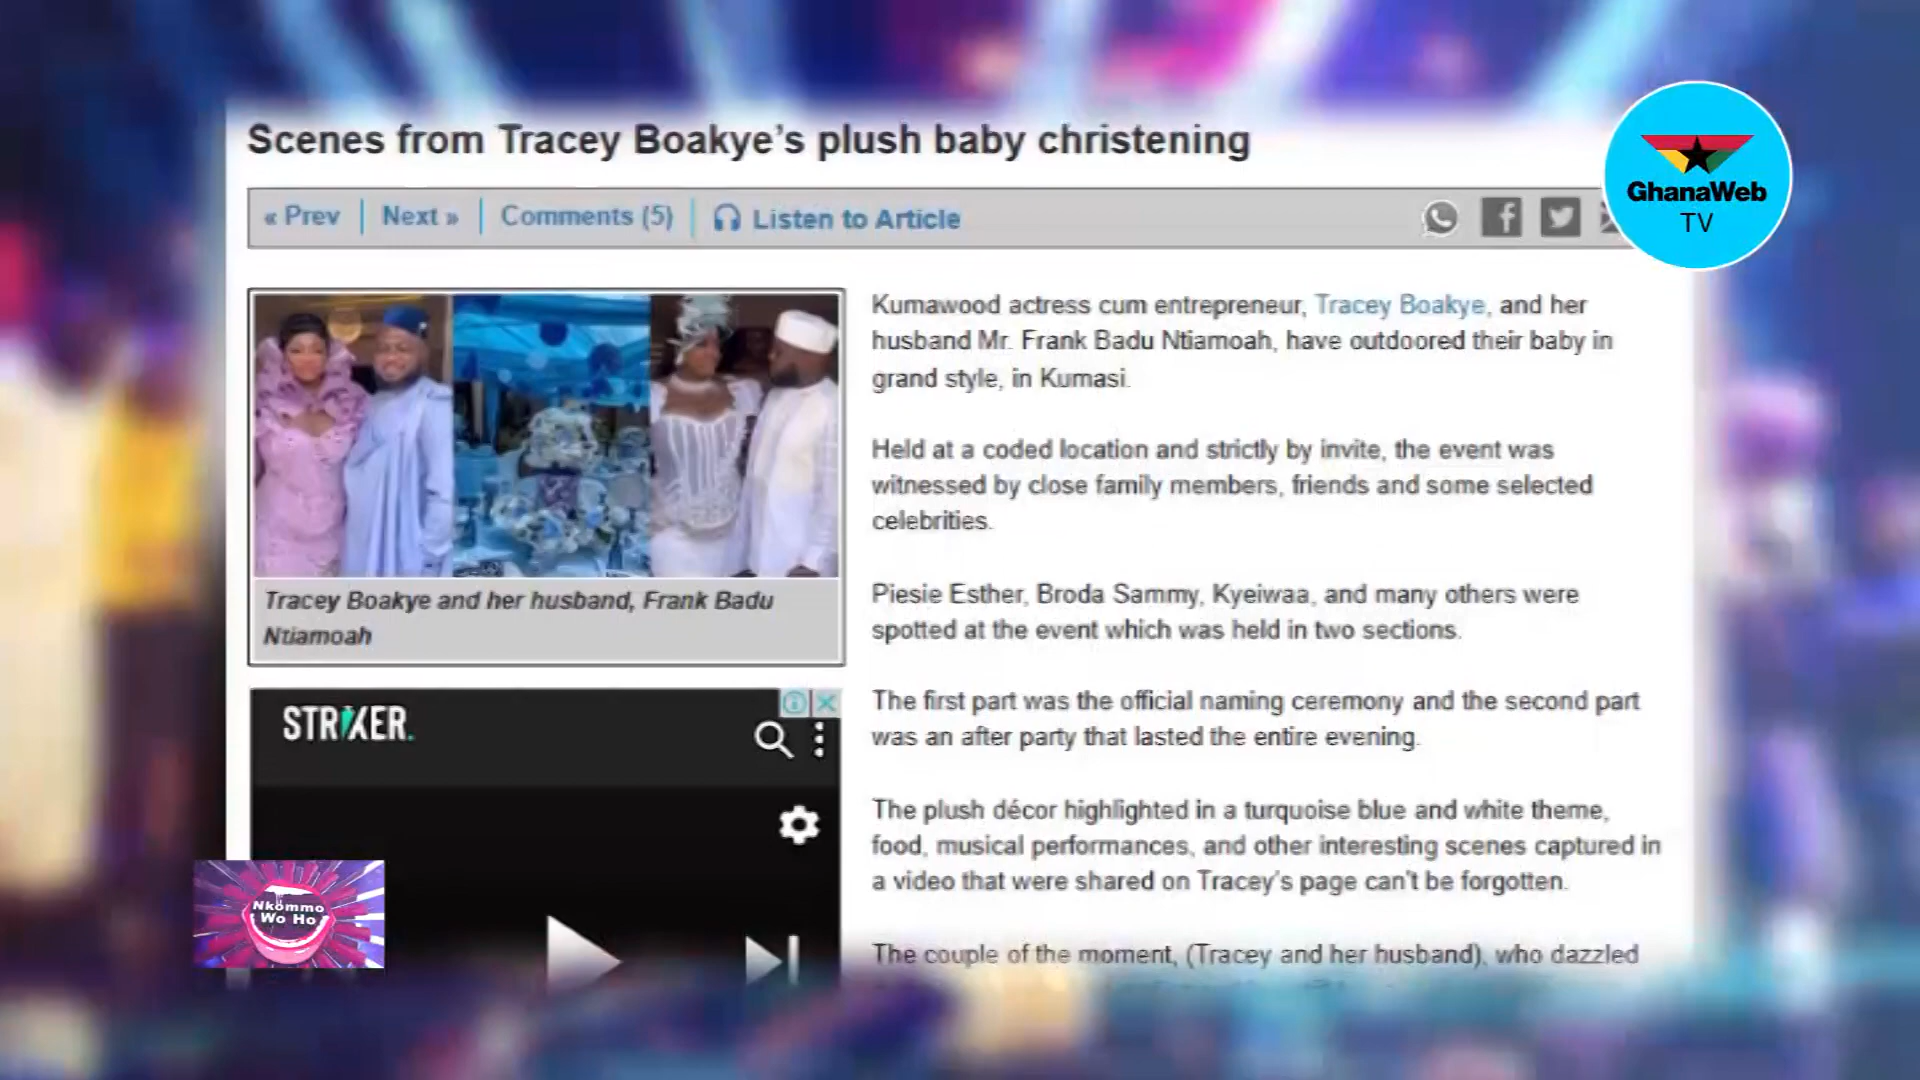 Scenes from Tracey Boakye's plush baby christening
GhanaWeb
TV
« Prev
Next »
Comments (5)
Listen to Article
Tracey Boakye and her husband, Frank Badu
Ntiamoah
STRIKER.
Kumawood actress cum entrepreneur, Tracey Boakye, and her
husband Mr. Frank Badu Ntiamoah, have outdoored their baby in
grand style, in Kumasi.
Held at a coded location and strictly by invite, the event was
witnessed by close family members, friends and some selected
celebrities.
Piesie Esther, Broda Sammy, Kyeiwaa, and many others were
spotted at the event which was held in two sections.
The first part was the official naming ceremony and the second part
was an after party that lasted the entire evening.
The plush décor highlighted in a turquoise blue and white theme,
food, musical performances, and other interesting scenes captured in
a video that were shared on Tracey's page can't be forgotten.
The couple of the moment, (Tracey and her husband), who dazzled
Nkommo
Wo Ho